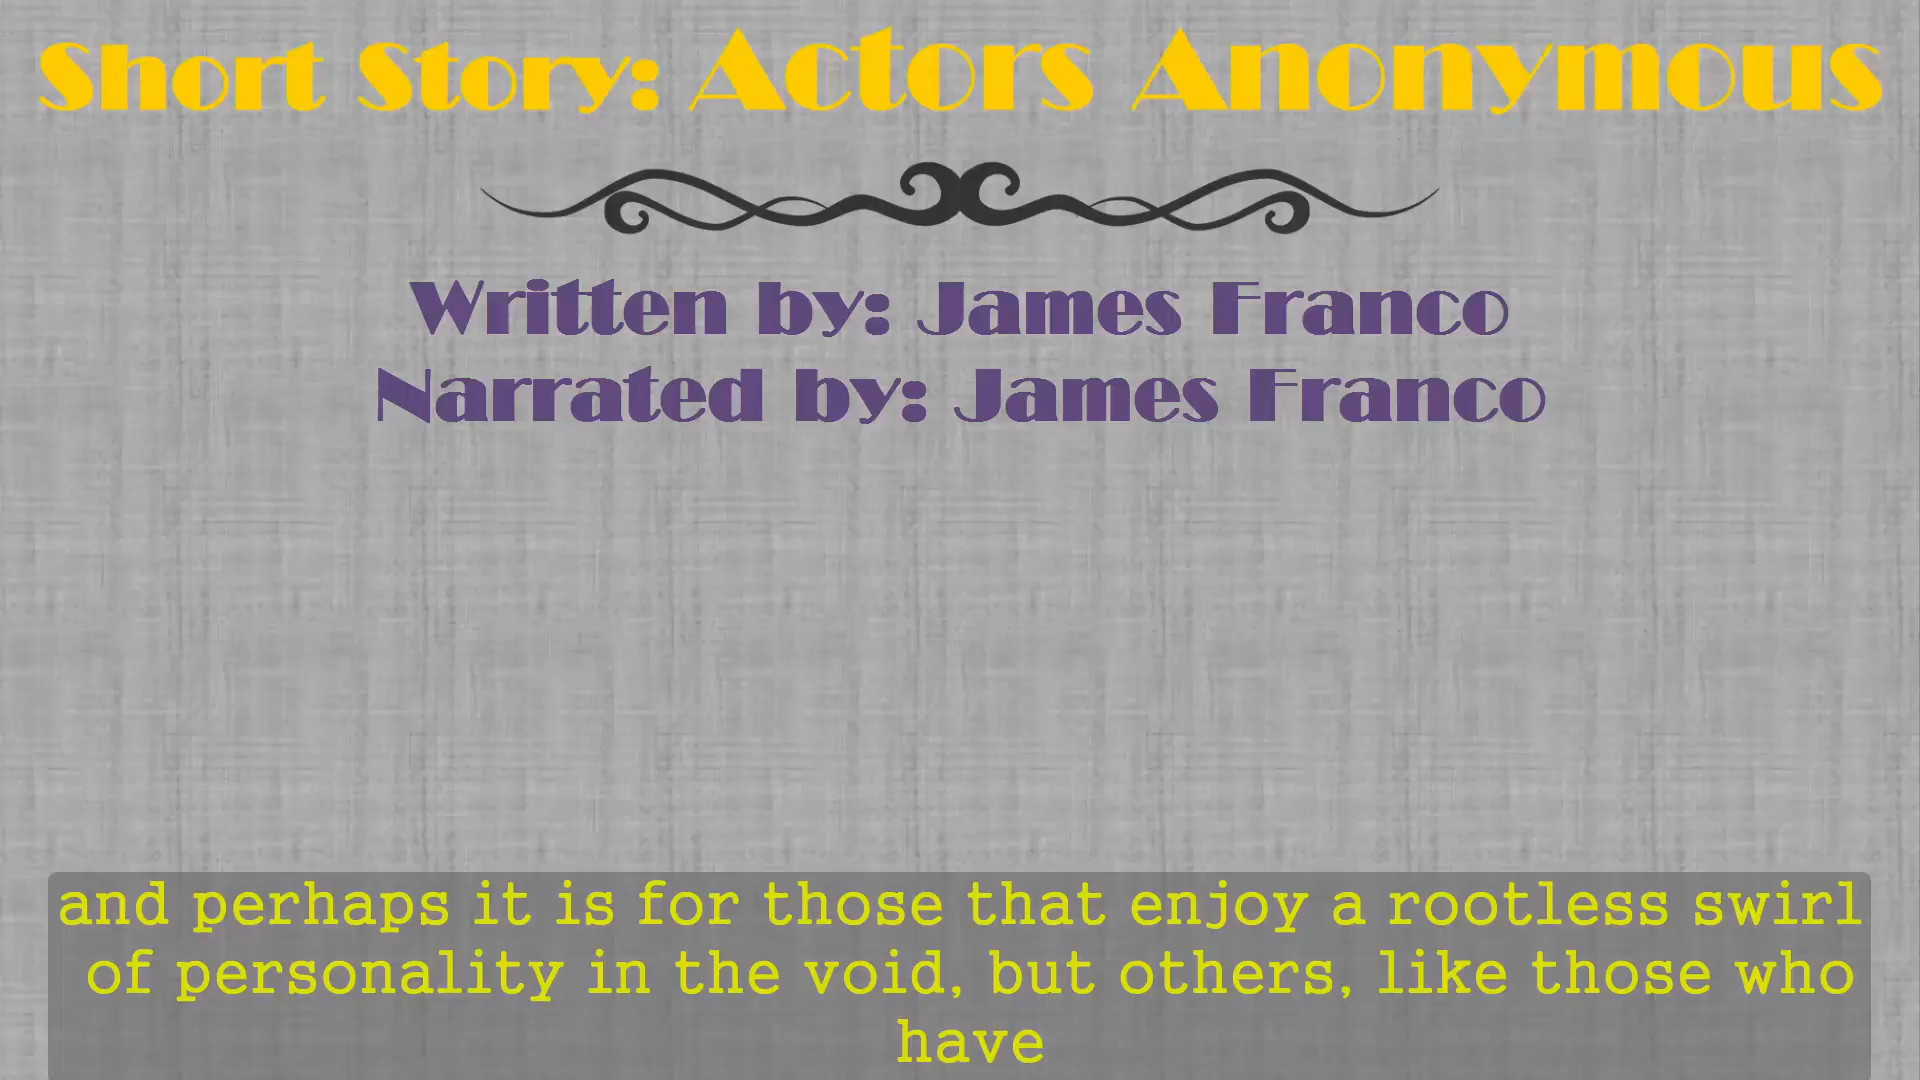 Short Story: Actors Anonymous
Written by: James Franco
Narrated by: James Franco
and perhaps it is for those that enjoy a rootless swirl
of personality in the void, but others, like those who
have